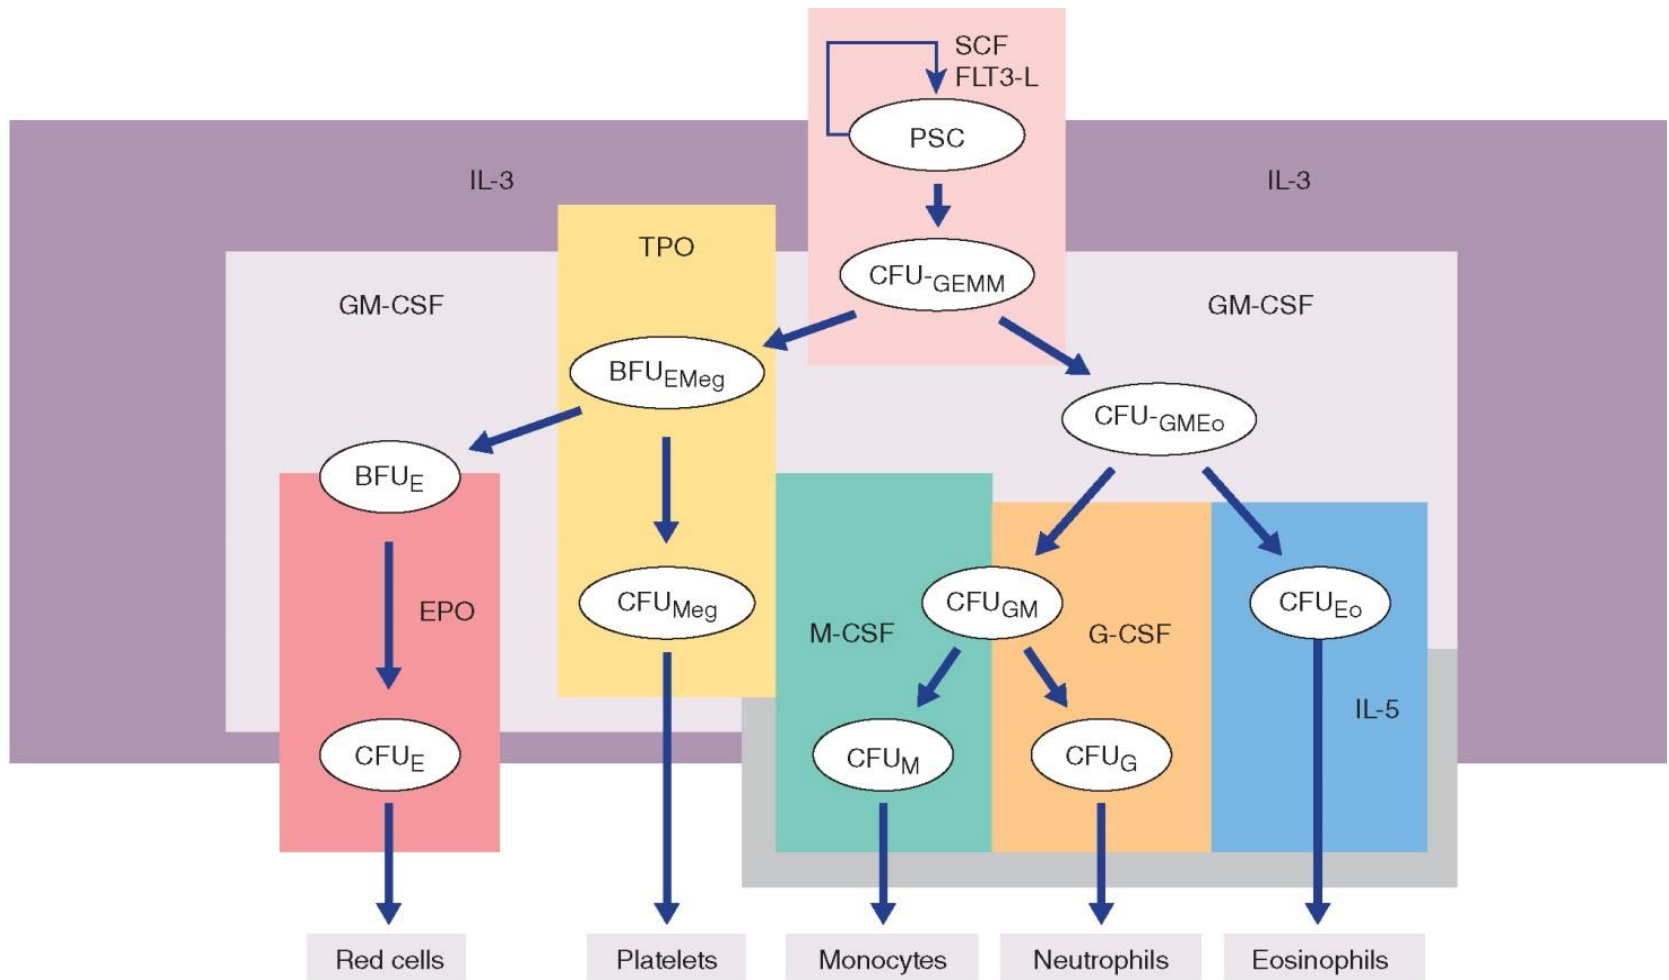 SCF
FLT3-L
PSC
IL-3
IL-3
TPO
CFU-GEMM
GM-CSF
GM-CSF
BFUEMeg
CFU-GMEo
BFUE
CFUMeg
CFUGM
CFUEo
EPO
M-CSF
G-CSF
IL-5
CFUE
CFUM
CFUG
Red cells
Platelets
Monocytes
Neutrophils
Eosinophils